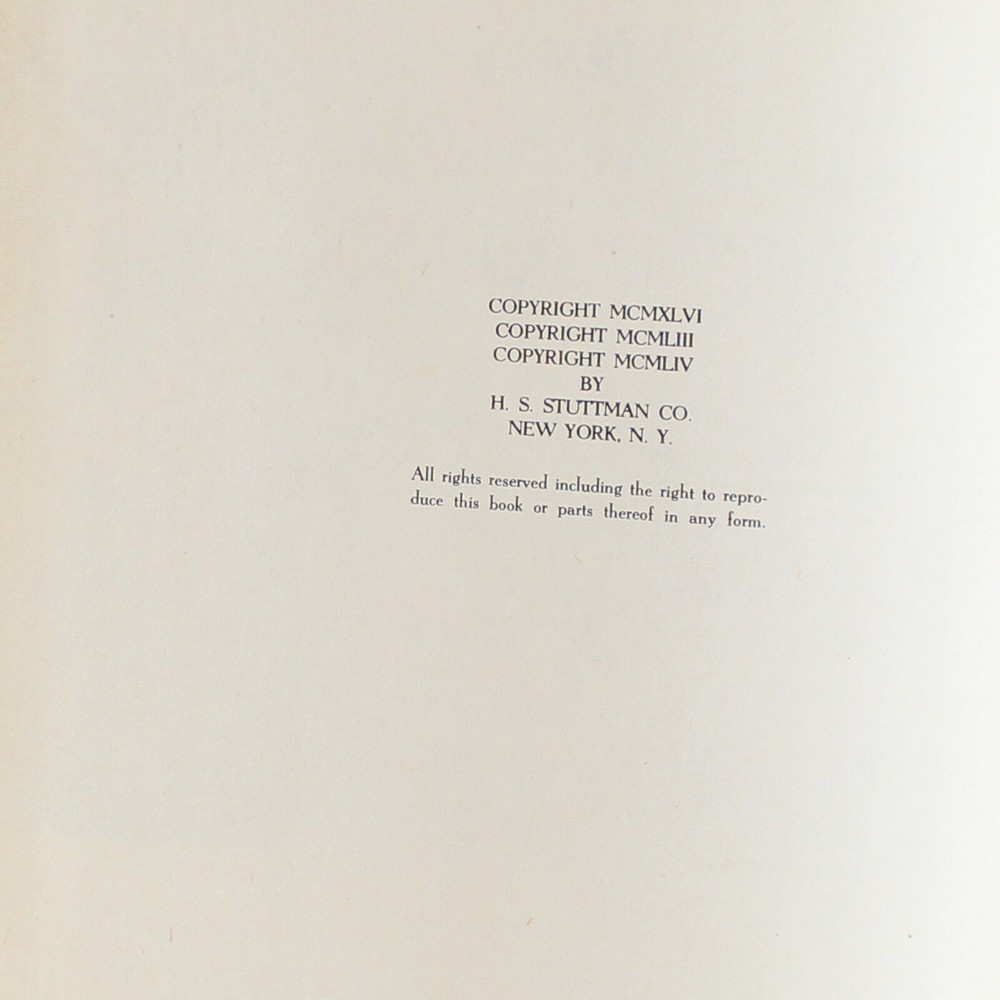 COPYRIGHT MCMXLVI
COPYRIGHT MCMLIII
COPYRIGHT MCMLIV
BY
H. S. STUTTMAN CO.
NEW YORK, N. Y.
All rights reserved including the right to repro-
duce this book or parts thereof in any form.